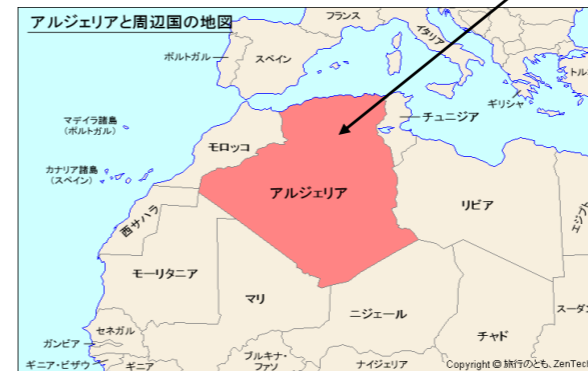 アルジェリアと周辺国の地図
フランス
イタリア
ポルトガル
スペイン
トル
ギリシャ
マデイラ諸島
(ポルトガル)
チュニジア
モロッコ
カナリア諸島
(スペイン)
アルジェリア
リビア
エジプト
西サハラ
モーリタニア
マリ
ニジェール
スーダン
セネガル
チャド
ガンビア
ギニア・ビザウ
ギニア
ブルキナ・
ファソ
ナイジェリア
Copyright © 旅行のとも、ZenTech